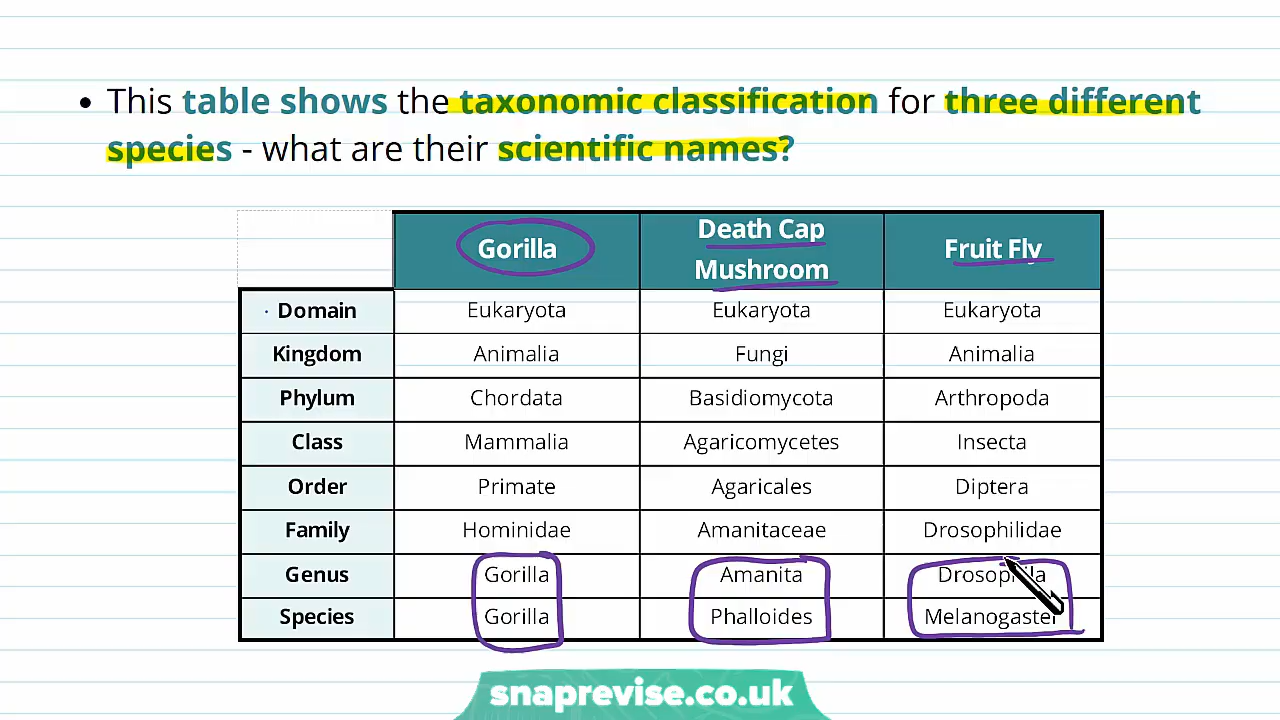 • This table shows the taxonomic classification for three different
species - what are their scientific names?
Gorilla Death Cap Mushroom Fruit Fly
Domain Eukaryota Eukaryota Eukaryota
Kingdom Animalia Fungi Animalia
Phylum Chordata Basidiomycota Arthropoda
Class Mammalia Agaricomycetes Insecta
Order Primate Agaricales Diptera
Family Hominidae Amanitaceae Drosophilidae
Genus Gorilla Amanita Drosophila
Species Gorilla Phalloides Melanogaster
snaprevise.co.uk